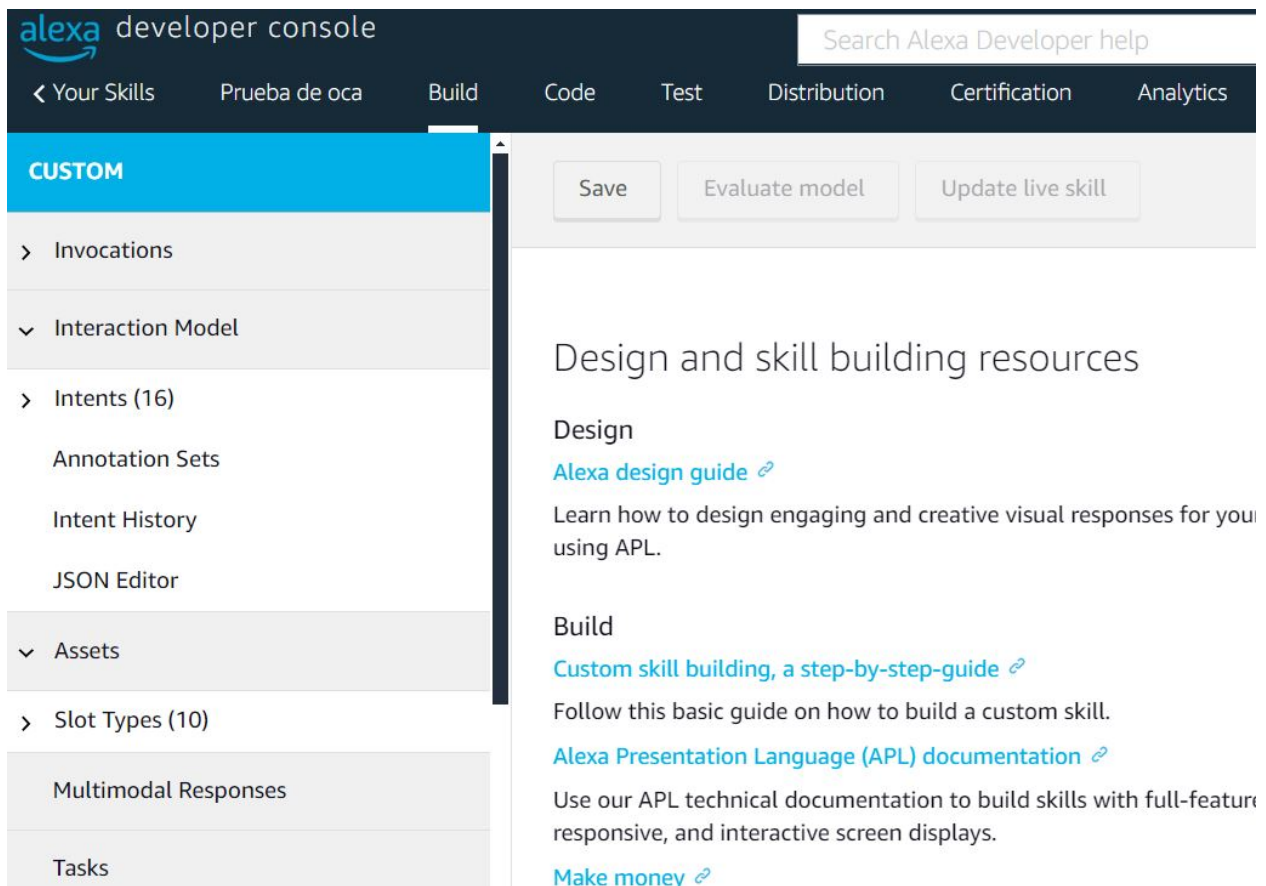 alexa developer console
Search Alexa Developer help
Your Skills Prueba de oca Build Code Test Distribution Certification Analytics
CUSTOM
Save Evaluate model Update live skill
Invocations
Interaction Model
Intents (16)
Annotation Sets
Intent History
JSON Editor
Assets
Slot Types (10)
Multimodal Responses
Tasks
Design and skill building resources
Design
Alexa design guide
Learn how to design engaging and creative visual responses for your
using APL.
Build
Custom skill building, a step-by-step-guide
Follow this basic guide on how to build a custom skill.
Alexa Presentation Language (APL) documentation
Use our APL technical documentation to build skills with full-feature
responsive, and interactive screen displays.
Make money